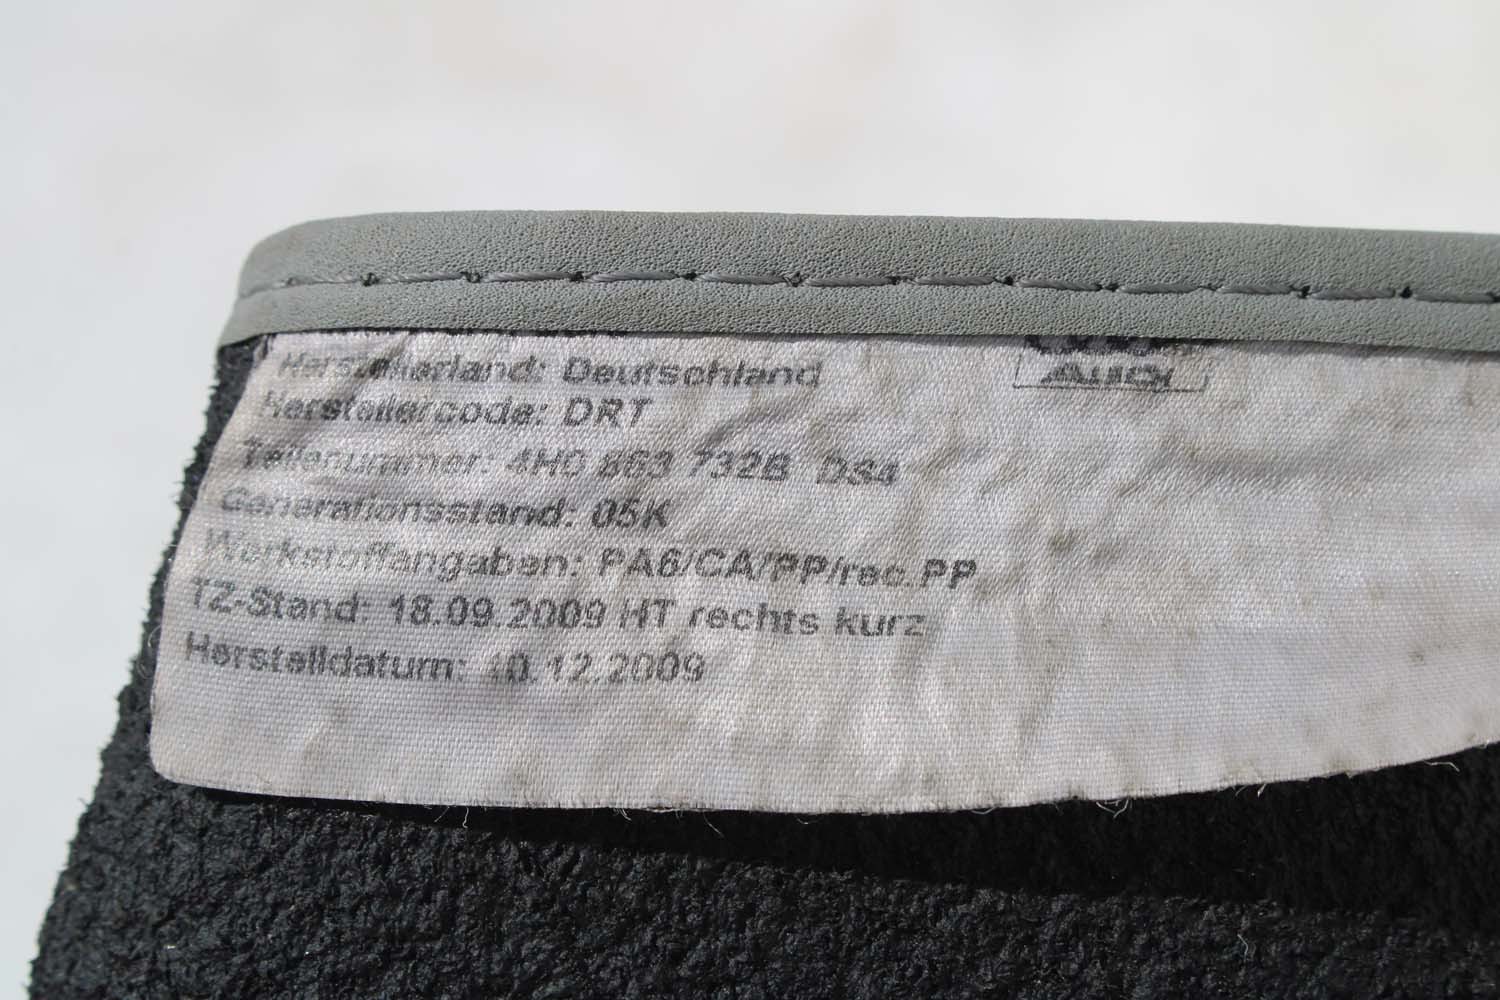 Herstellerland: Deutschland
Audi
Herstellercode: DRT
Teilenummer: 4H0 863 732B DS4
Generationsstand: 05K
Werkstoffangaben: PA6/CA/PP/rec.PP
TZ-Stand: 18.09.2009 HT rechts kurz
Herstelldatum: 10.12.2009